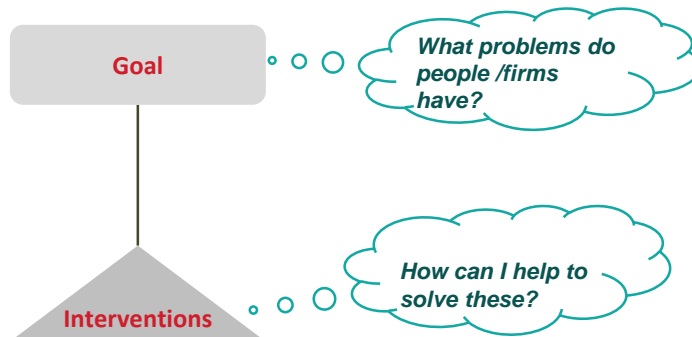 Goal
What problems do
people /firms
have?
How can I help to
solve these?
Interventions